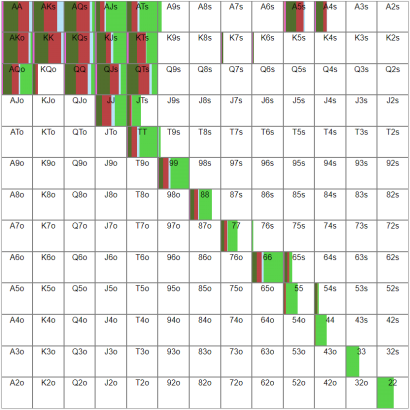 AA AKs AQs AJs ATs A9s A8s A7s A6s A5s A4s A3s A2s
AKo KK KQs KJs KTs K9s K8s K7s K6s K5s K4s K3s K2s
AQo KQo QQ QJs QTs Q9s Q8s Q7s Q6s Q5s Q4s Q3s Q2s
AJo KJo QJo JJ JTs J9s J8s J7s J6s J5s J4s J3s J2s
ATo KTo QTo JTo TT T9s T8s T7s T6s T5s T4s T3s T2s
A9o K9o Q9o J9o T9o 99 98s 97s 96s 95s 94s 93s 92s
A8o K8o Q8o J8o T8o 98o 88 87s 86s 85s 84s 83s 82s
A7o K7o Q7o J7o T7o 97o 87o 77 76s 75s 74s 73s 72s
A6o K6o Q6o J6o T6o 96o 86o 76o 66 65s 64s 63s 62s
A5o K5o Q5o J5o T5o 95o 85o 75o 65o 55 54s 53s 52s
A4o K4o Q4o J4o T4o 94o 84o 74o 64o 54o 44 43s 42s
A3o K3o Q3o J3o T3o 93o 83o 73o 63o 53o 43o 33 32s
A2o K2o Q2o J2o T2o 92o 82o 72o 62o 52o 42o 32o 22